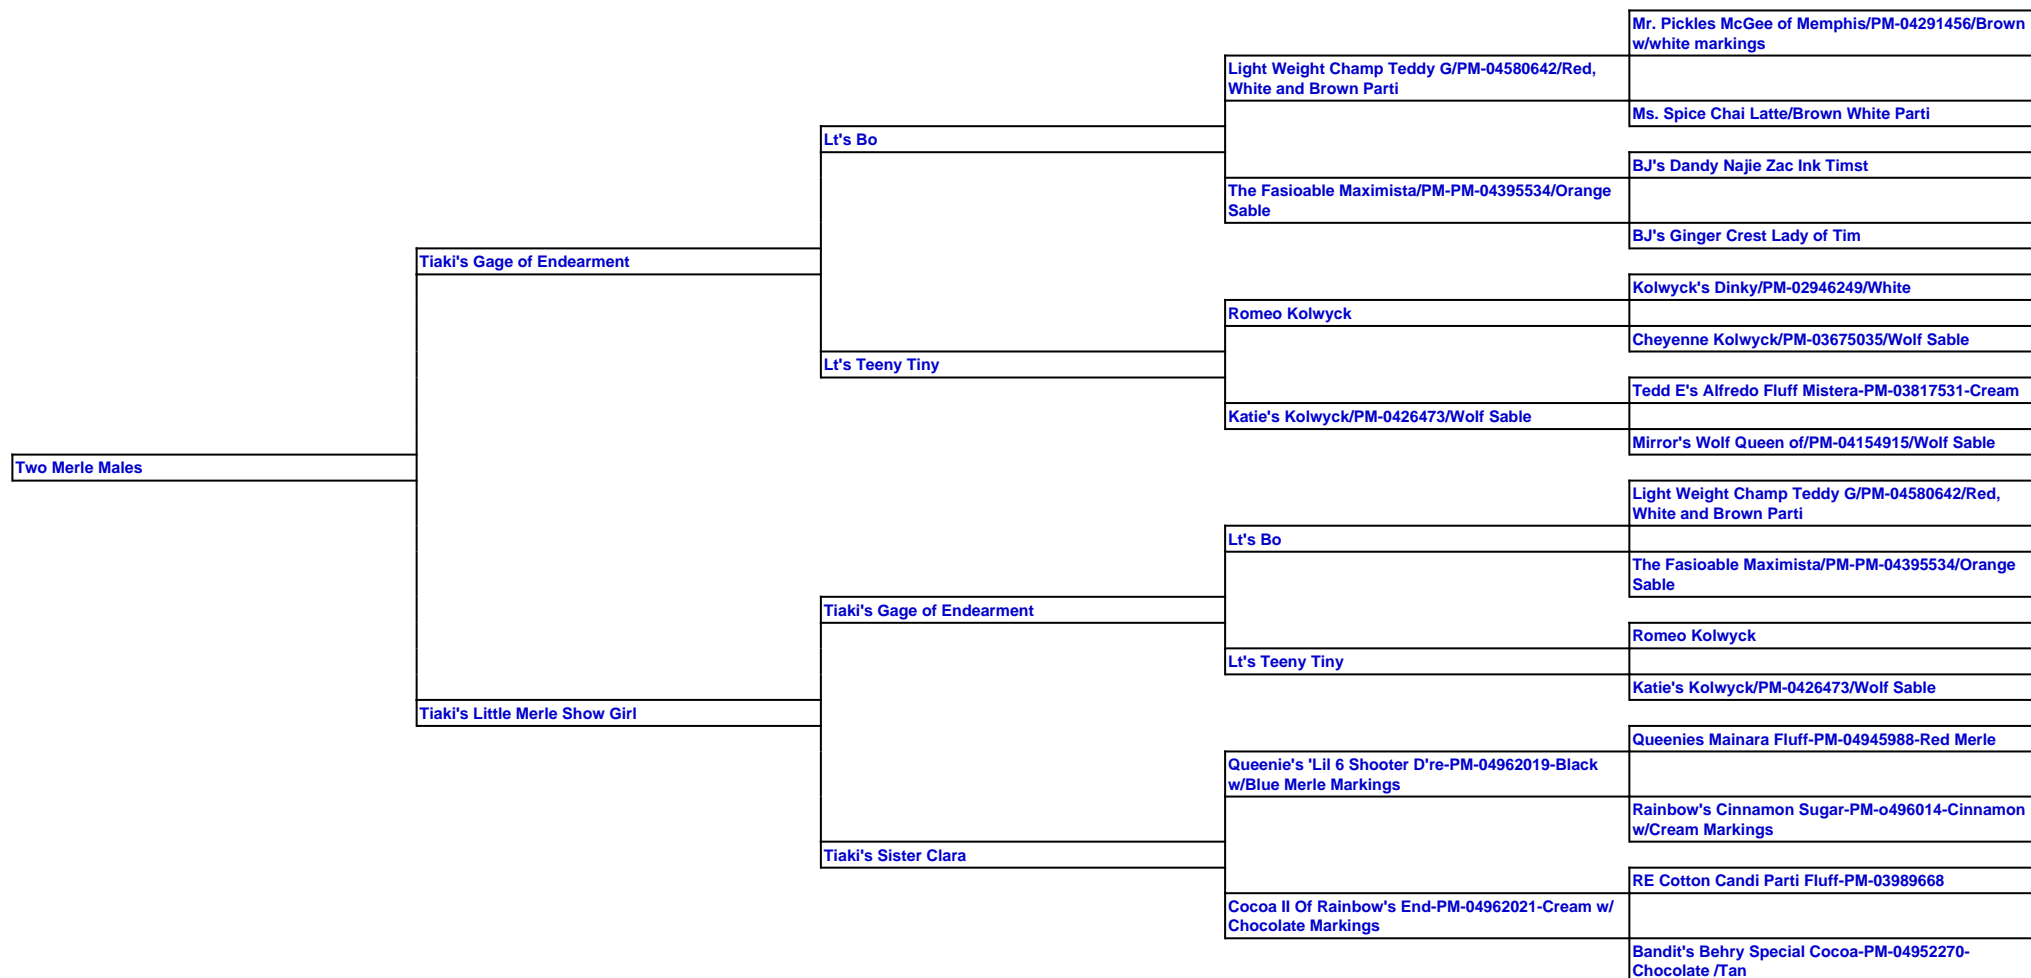 Mr. Pickles McGee of Memphis/PM-04291456/Brown
w/white markings
Light Weight Champ Teddy G/PM-04580642/Red,
White and Brown Parti
Ms. Spice Chai Latte/Brown White Parti
Lt's Bo
BJ's Dandy Najie Zac Ink Timst
The Fasioable Maximista/PM-PM-04395534/Orange
Sable
BJ's Ginger Crest Lady of Tim
Tiaki's Gage of Endearment
Kolwyck's Dinky/PM-02946249/White
Romeo Kolwyck
Cheyenne Kolwyck/PM-03675035/Wolf Sable
Lt's Teeny Tiny
Tedd E's Alfredo Fluff Mistera-PM-03817531-Cream
Katie's Kolwyck/PM-0426473/Wolf Sable
Mirror's Wolf Queen of/PM-04154915/Wolf Sable
Two Merle Males
Light Weight Champ Teddy G/PM-04580642/Red,
White and Brown Parti
Lt's Bo
The Fasioable Maximista/PM-PM-04395534/Orange
Sable
Tiaki's Gage of Endearment
Romeo Kolwyck
Lt's Teeny Tiny
Katie's Kolwyck/PM-0426473/Wolf Sable
Tiaki's Little Merle Show Girl
Queenies Mainara Fluff-PM-04945988-Red Merle
Queenie's 'Lil 6 Shooter D're-PM-04962019-Black
w/Blue Merle Markings
Rainbow's Cinnamon Sugar-PM-o496014-Cinnamon
w/Cream Markings
Tiaki's Sister Clara
RE Cotton Candi Parti Fluff-PM-03989668
Cocoa II Of Rainbow's End-PM-04962021-Cream w/
Chocolate Markings
Bandit's Behry Special Cocoa-PM-04952270-
Chocolate /Tan